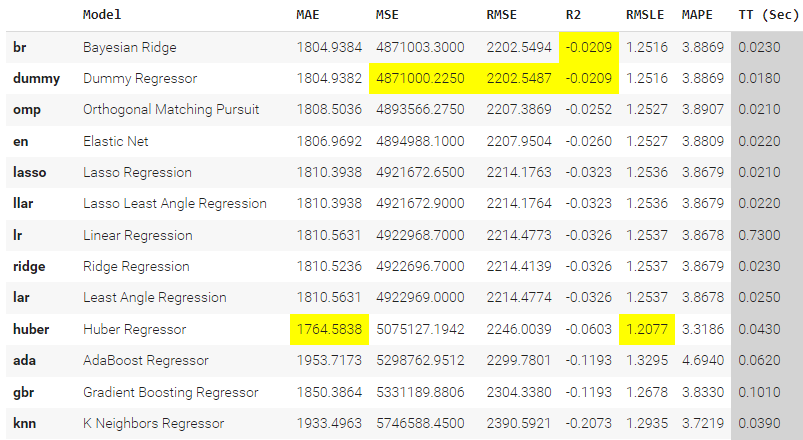 Model MAE MSE RMSE R2 RMSLE MAPE TT (Sec)
br Bayesian Ridge 1804.9384 4871003.3000 2202.5494 -0.0209 1.2516 3.8869 0.0230
dummy Dummy Regressor 1804.9382 4871000.2250 2202.5487 -0.0209 1.2516 3.8869 0.0180
omp Orthogonal Matching Pursuit 1808.5036 4893566.2750 2207.3869 -0.0252 1.2527 3.8907 0.0210
en Elastic Net 1806.9692 4894988.1000 2207.9504 -0.0260 1.2527 3.8809 0.0220
lasso Lasso Regression 1810.3938 4921672.6500 2214.1763 -0.0323 1.2536 3.8679 0.0210
llar Lasso Least Angle Regression 1810.3938 4921672.9000 2214.1764 -0.0323 1.2536 3.8679 0.0220
lr Linear Regression 1810.5631 4922968.7000 2214.4773 -0.0326 1.2537 3.8678 0.7300
ridge Ridge Regression 1810.5236 4922696.7000 2214.4139 -0.0326 1.2537 3.8679 0.0230
lar Least Angle Regression 1810.5631 4922969.0000 2214.4774 -0.0326 1.2537 3.8678 0.0250
huber Huber Regressor 1764.5838 5075127.1942 2246.0039 -0.0603 1.2077 3.3186 0.0430
ada AdaBoost Regressor 1953.7173 5298762.9512 2299.7801 -0.1193 1.3295 4.6940 0.0620
gbr Gradient Boosting Regressor 1850.3864 5331189.8806 2304.3380 -0.1193 1.2678 3.8330 0.1010
knn K Neighbors Regressor 1933.4963 5746588.4500 2390.5921 -0.2073 1.2935 3.7219 0.0390